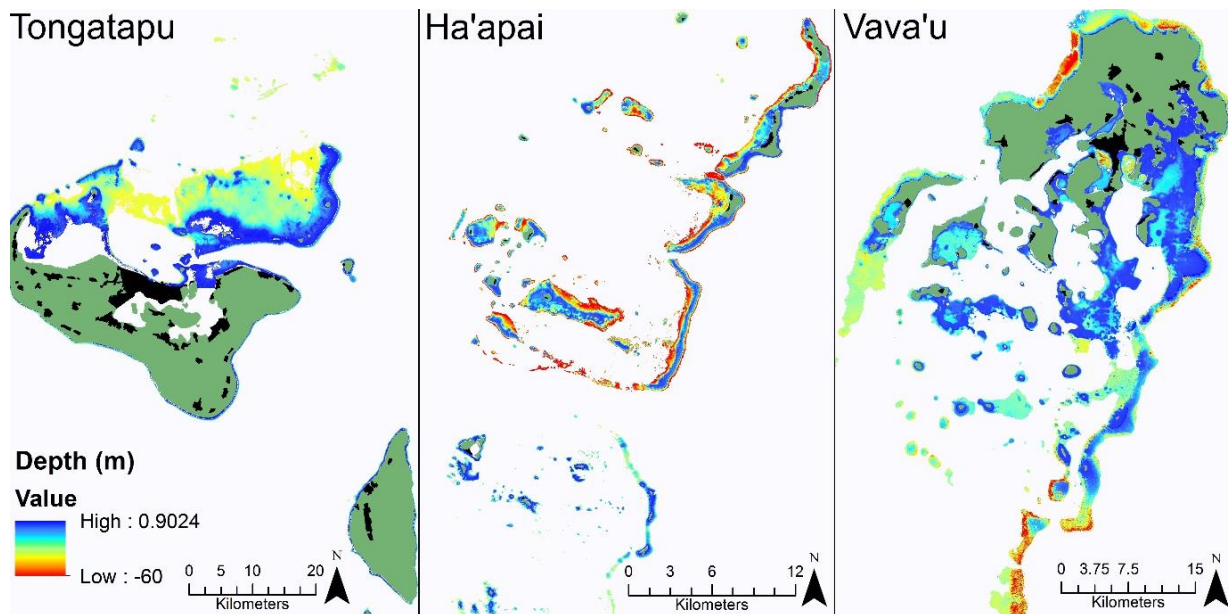 Tongatapu
Ha'apai
Vava'u
Depth (m)
Value
High : 0.9024
Low : -60
0 5 10 20
Kilometers
N
0 3 6 12
Kilometers
N
0 3.75 7.5 15
Kilometers
N